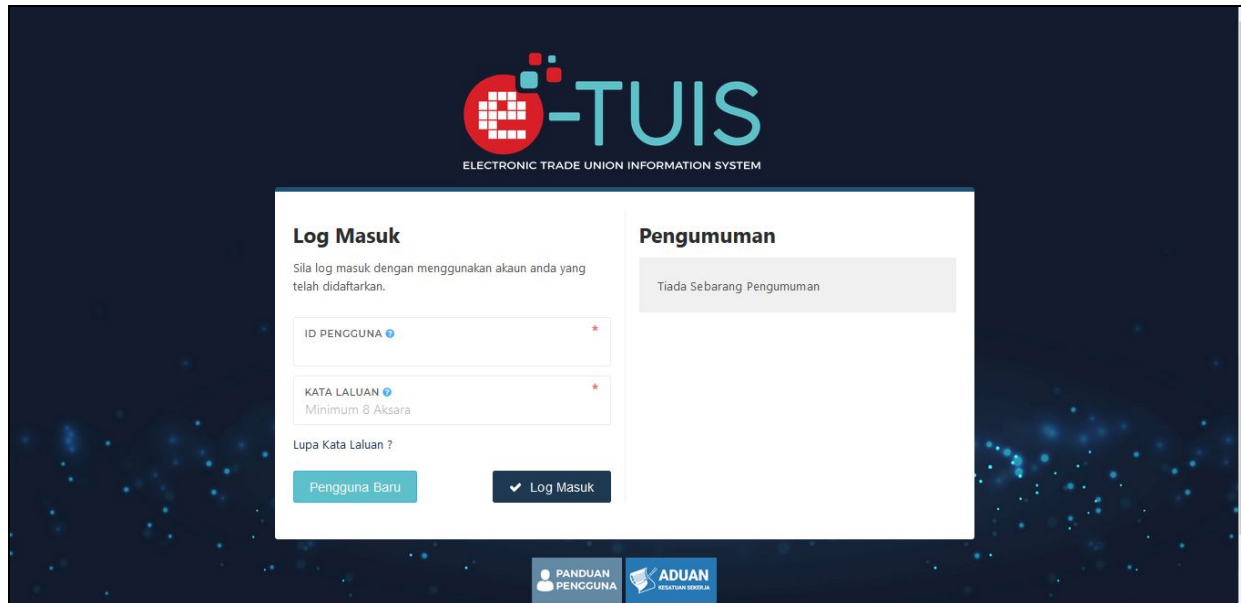 e-TUIS
ELECTRONIC TRADE UNION INFORMATION SYSTEM
Log Masuk
Sila log masuk dengan menggunakan akaun anda yang
telah didaftarkan.
ID PENGGUNA ? *
KATA LALUAN ? *
Minimum 8 Aksara
Lupa Kata Laluan ?
Pengguna Baru
Log Masuk
Pengumuman
Tiada Sebarang Pengumuman
PANDUAN
PENGGUNA
ADUAN
KESATUAN SEKERJA